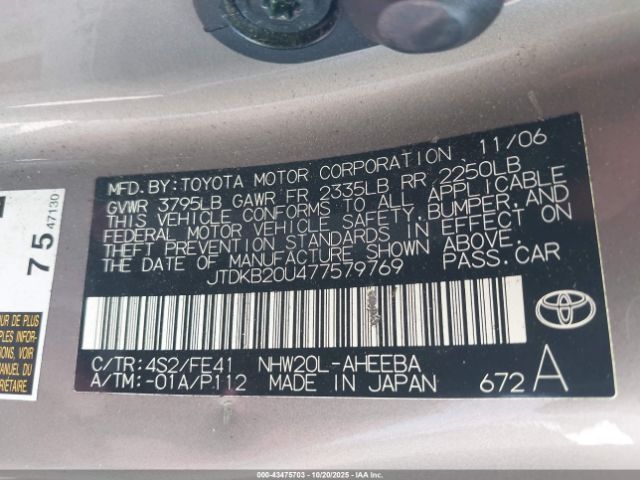 MFD. BY: TOYOTA MOTOR CORPORATION 11/06
GVWR 3795LB GAWR FR 2335LB RR 2250LB
THIS VEHICLE CONFORMS TO ALL APPLICABLE
FEDERAL MOTOR VEHICLE SAFETY, BUMPER, AND
THEFT PREVENTION STANDARDS IN EFFECT ON
THE DATE OF MANUFACTURE SHOWN ABOVE.
JTDKB20U477579769 PASS. CAR
C/TR: 4S2/FE41 NHW20L-AHEEBA
A/TM: -01A/P112 MADE IN JAPAN 672 A
75
47130
000-43475703 - 10/20/2025 - Copyright © IAA